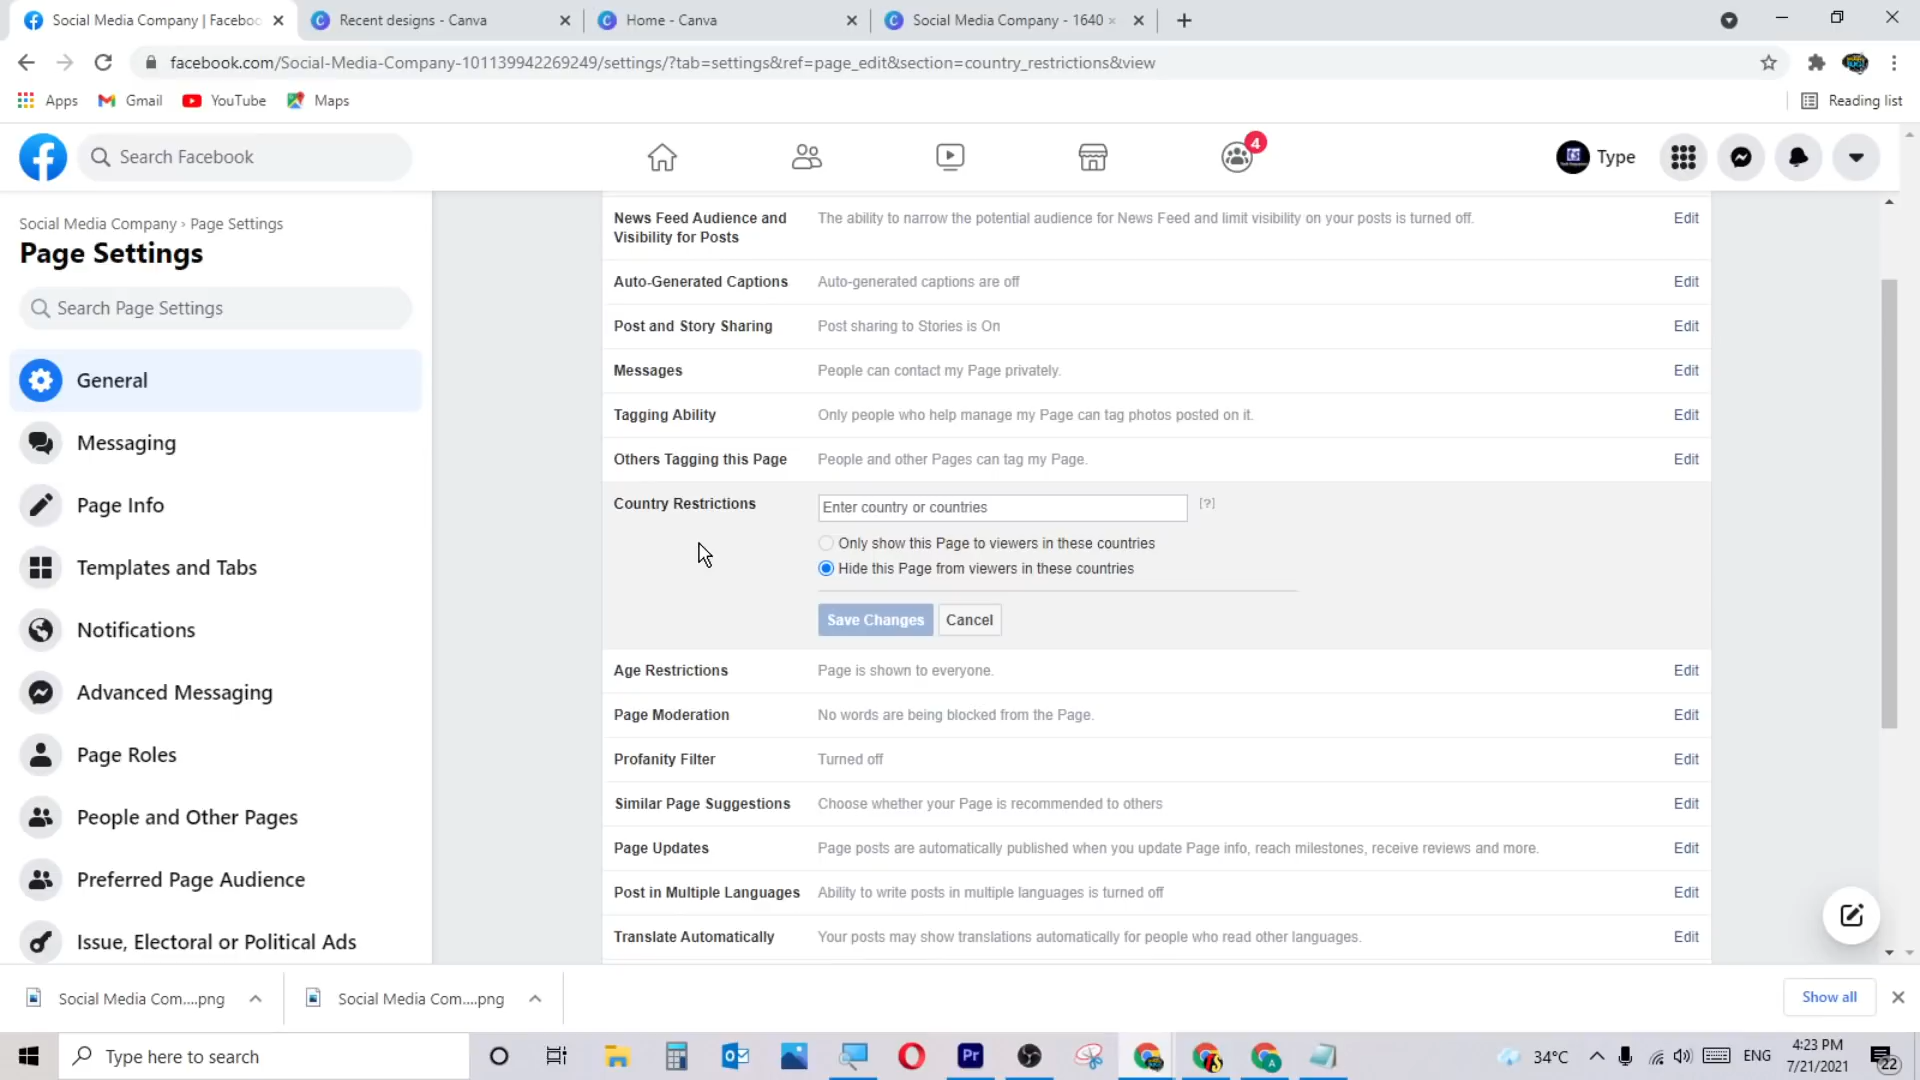 Social Media Company | Faceboo
Recent designs - Canva
Home - Canva
Social Media Company - 1640 ×
facebook.com/Social-Media-Company-101139942269249/settings/?tab=settings&ref=page_edit&section=country_restrictions&view
Apps
Gmail
YouTube
Maps
Reading list
Search Facebook
4
Type
Social Media Company › Page Settings
Page Settings
Search Page Settings
General
Messaging
Page Info
Templates and Tabs
Notifications
Advanced Messaging
Page Roles
People and Other Pages
Preferred Page Audience
Issue, Electoral or Political Ads
News Feed Audience and
Visibility for Posts
The ability to narrow the potential audience for News Feed and limit visibility on your posts is turned off.
Edit
Auto-Generated Captions
Auto-generated captions are off
Edit
Post and Story Sharing
Post sharing to Stories is On
Edit
Messages
People can contact my Page privately.
Edit
Tagging Ability
Only people who help manage my Page can tag photos posted on it.
Edit
Others Tagging this Page
People and other Pages can tag my Page.
Edit
Country Restrictions
Enter country or countries
[?]
Only show this Page to viewers in these countries
Hide this Page from viewers in these countries
Save Changes
Cancel
Age Restrictions
Page is shown to everyone.
Edit
Page Moderation
No words are being blocked from the Page.
Edit
Profanity Filter
Turned off
Edit
Similar Page Suggestions
Choose whether your Page is recommended to others
Edit
Page Updates
Page posts are automatically published when you update Page info, reach milestones, receive reviews and more.
Edit
Post in Multiple Languages
Ability to write posts in multiple languages is turned off
Edit
Translate Automatically
Your posts may show translations automatically for people who read other languages.
Edit
Social Media Com....png
Social Media Com....png
Show all
Type here to search
Pr
34°C
ENG
4:23 PM
7/21/2021
22